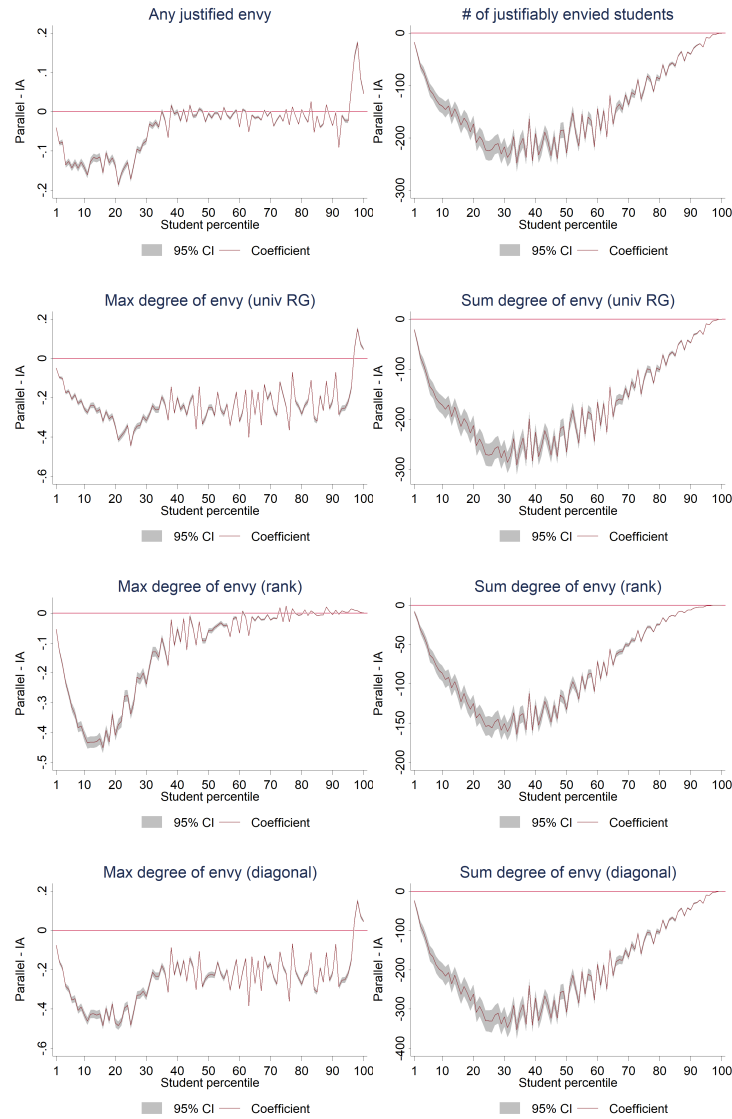 Any justified envy
# of justifiably envied students
Parallel - IA
.2
.1
0
-.1
-.2
1 10 20 30 40 50 60 70 80 90 100
Student percentile
95% CI Coefficient
Parallel - IA
0
-100
-200
-300
1 10 20 30 40 50 60 70 80 90 100
Student percentile
95% CI Coefficient
Max degree of envy (univ RG)
Sum degree of envy (univ RG)
Parallel - IA
.2
0
-.2
-.4
-.6
1 10 20 30 40 50 60 70 80 90 100
Student percentile
95% CI Coefficient
Parallel - IA
0
-100
-200
-300
1 10 20 30 40 50 60 70 80 90 100
Student percentile
95% CI Coefficient
Max degree of envy (rank)
Sum degree of envy (rank)
Parallel - IA
0
-.1
-.2
-.3
-.4
-.5
1 10 20 30 40 50 60 70 80 90 100
Student percentile
95% CI Coefficient
Parallel - IA
0
-50
-100
-150
-200
1 10 20 30 40 50 60 70 80 90 100
Student percentile
95% CI Coefficient
Max degree of envy (diagonal)
Sum degree of envy (diagonal)
Parallel - IA
.2
0
-.2
-.4
-.6
1 10 20 30 40 50 60 70 80 90 100
Student percentile
95% CI Coefficient
Parallel - IA
0
-100
-200
-300
-400
1 10 20 30 40 50 60 70 80 90 100
Student percentile
95% CI Coefficient